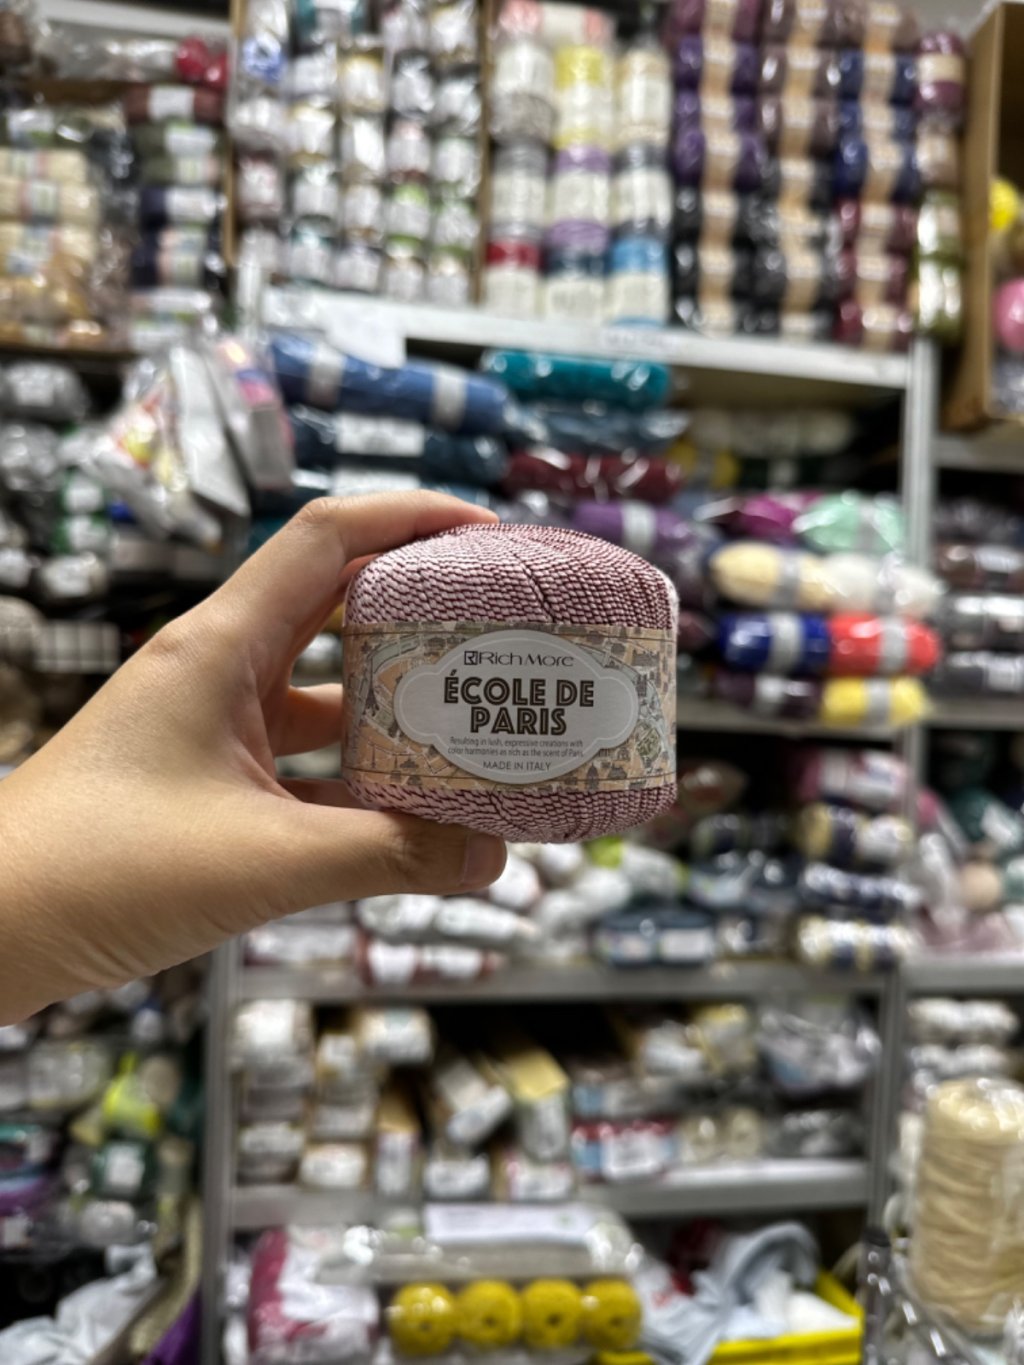 Rich More
ÉCOLE DE
PARIS
Resulting in lush, expressive creations with
color harmonies as rich as the scent of Paris
MADE IN ITALY